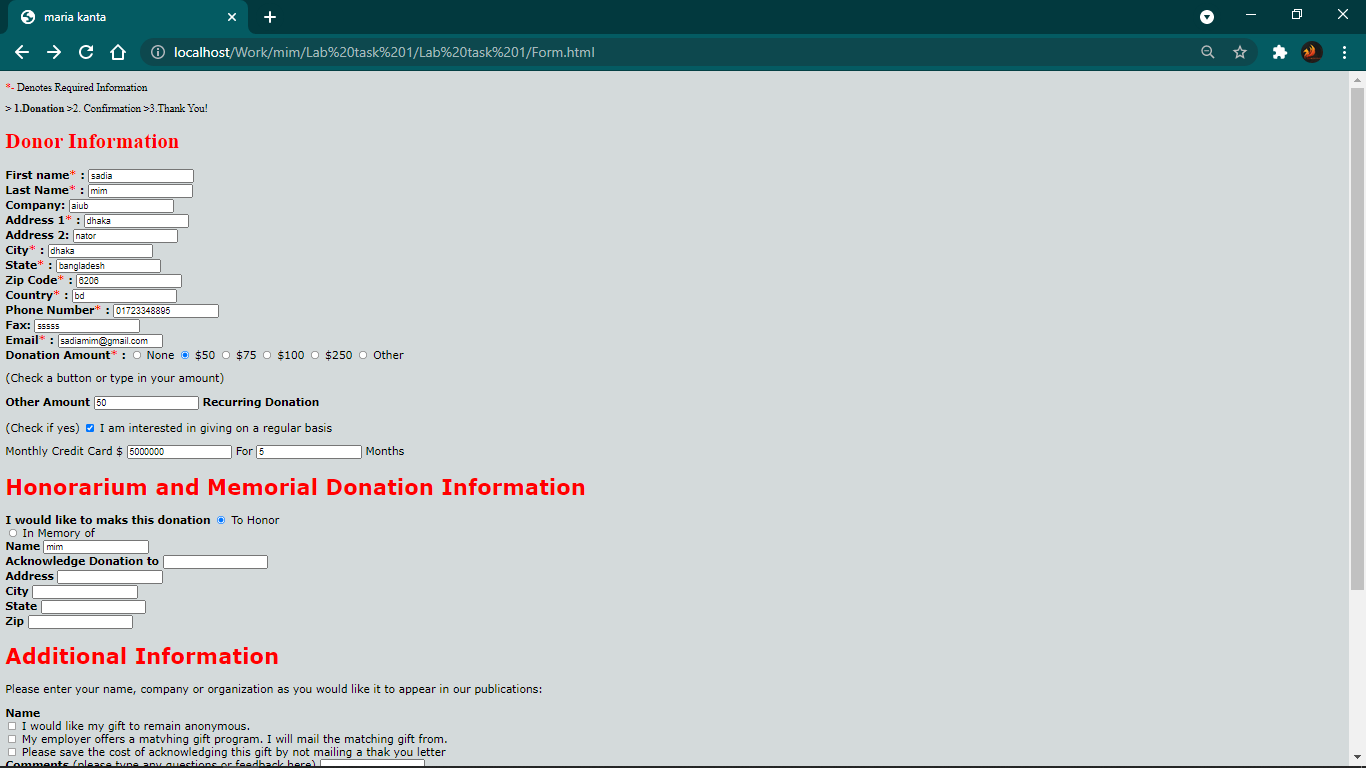 maria kanta
localhost/Work/mim/Lab%20task%201/Lab%20task%201/Form.html
*- Denotes Required Information
> 1.Donation >2. Confirmation >3.Thank You!
Donor Information
First name* : sadia
Last Name* : mim
Company: aiub
Address 1* : dhaka
Address 2: nator
City* : dhaka
State* : bangladesh
Zip Code* : 6206
Country* : bd
Phone Number* : 01723348895
Fax: sssss
Email* : sadiamim@gmail.com
Donation Amount* : None $50 $75 $100 $250 Other
(Check a button or type in your amount)
Other Amount 50 Recurring Donation
(Check if yes) I am interested in giving on a regular basis
Monthly Credit Card $ 5000000 For 5 Months
Honorarium and Memorial Donation Information
I would like to maks this donation To Honor
In Memory of
Name mim
Acknowledge Donation to
Address
City
State
Zip
Additional Information
Please enter your name, company or organization as you would like it to appear in our publications:
Name
I would like my gift to remain anonymous.
My employer offers a matvhing gift program. I will mail the matching gift from.
Please save the cost of acknowledging this gift by not mailing a thak you letter
Comments (please type any questions or feedback here)